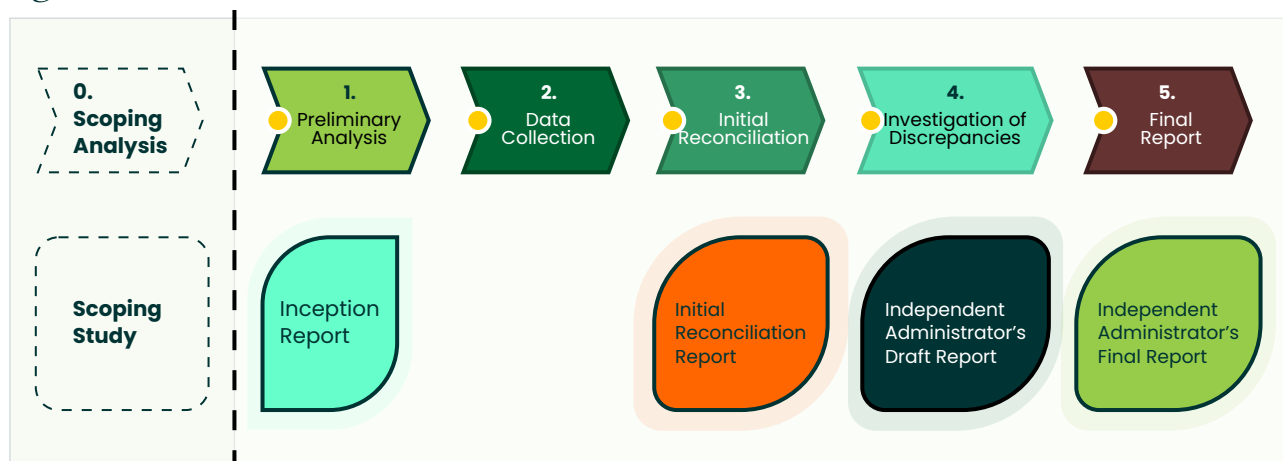 0.
Scoping
Analysis
1.
Preliminary
Analysis
2.
Data
Collection
3.
Initial
Reconciliation
4.
Investigation of
Discrepancies
5.
Final
Report
Scoping
Study
Inception
Report
Initial
Reconciliation
Report
Independent
Administrator’s
Draft Report
Independent
Administrator’s
Final Report